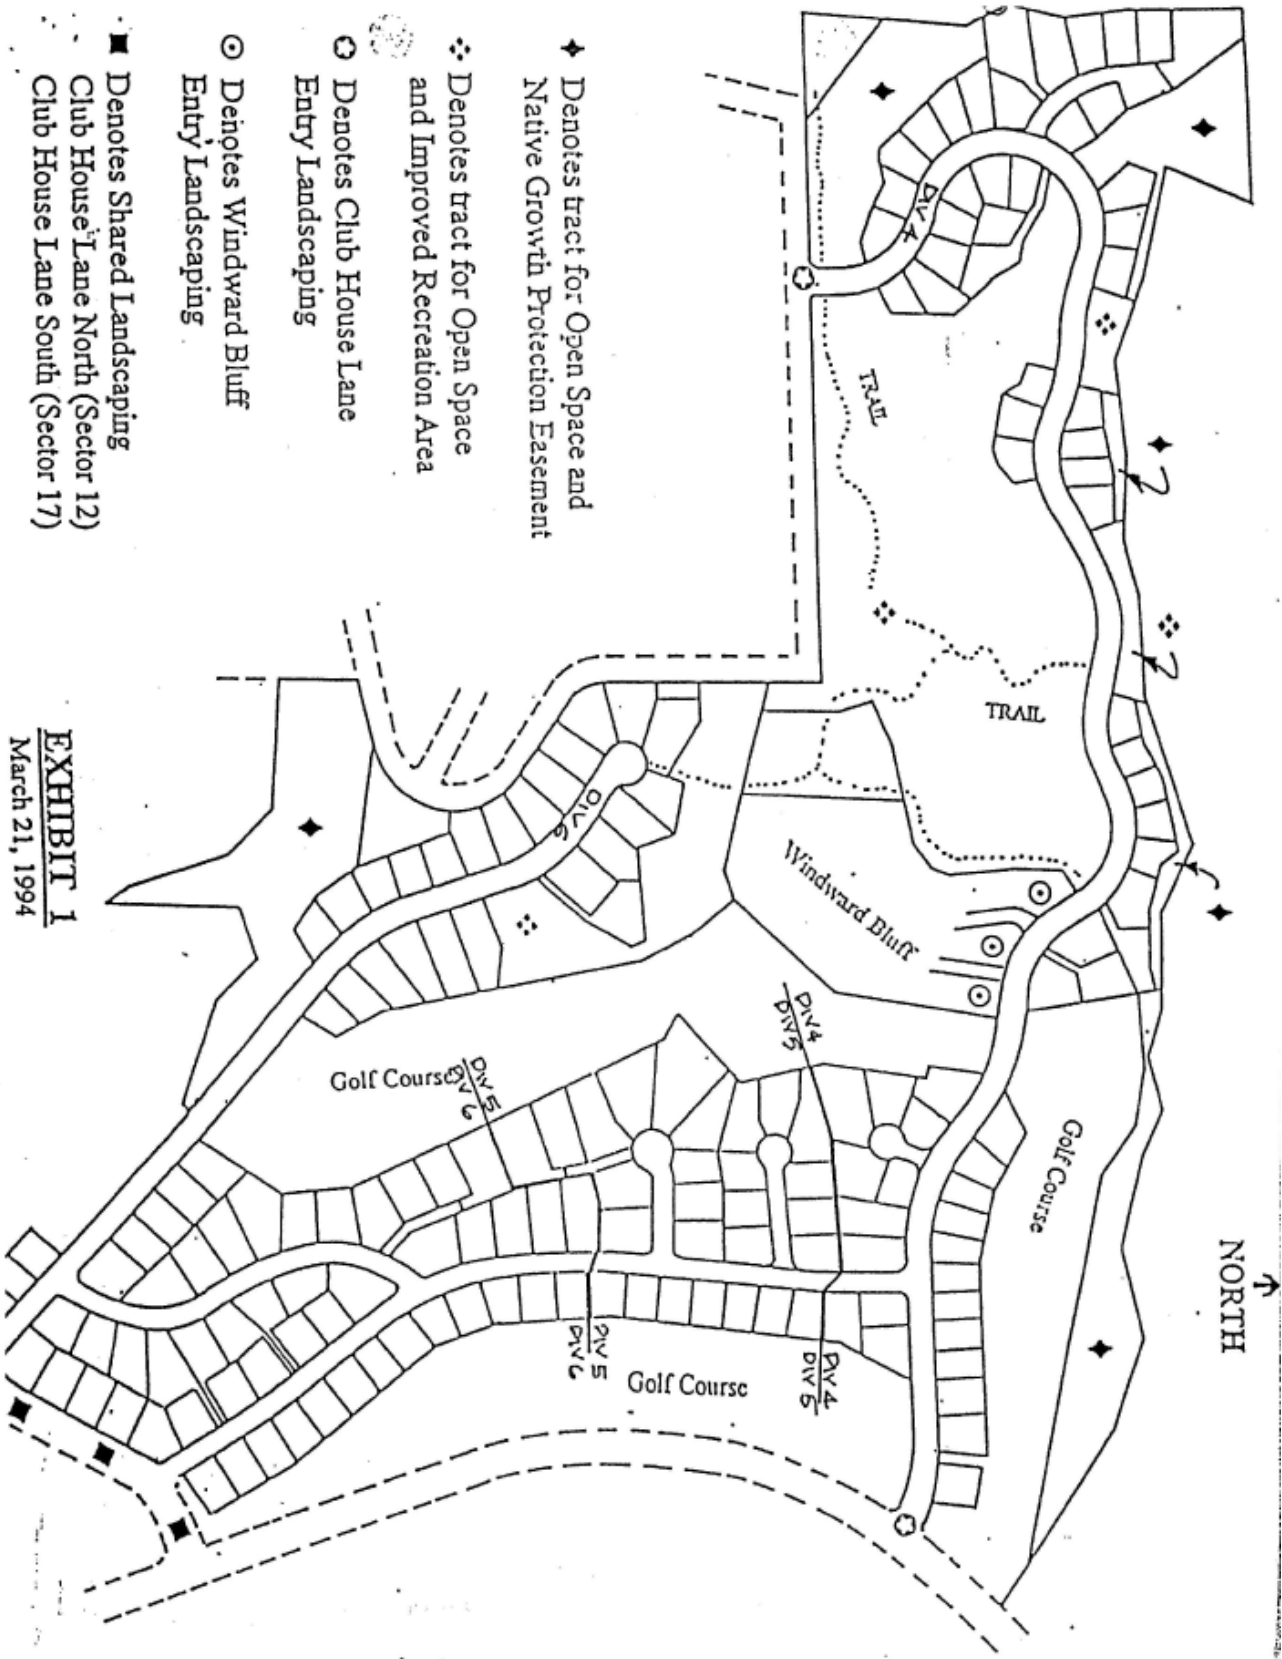 NORTH
Golf Course
TRAIL
TRAIL
DIV 4
Windward Bluff
DIV 4
DIV 5
DIV 4
DIV 5
DIV 6
Golf Course
DIV 5
DIV 6
DIV 5
DIV 6
Golf Course
✦ Denotes tract for Open Space and
Native Growth Protection Easement
Denotes tract for Open Space
and Improved Recreation Area
Denotes Club House Lane
Entry Landscaping
Denotes Windward Bluff
Entry Landscaping
■ Denotes Shared Landscaping
Club House Lane North (Sector 12)
Club House Lane South (Sector 17)
EXHIBIT 1
March 21, 1994